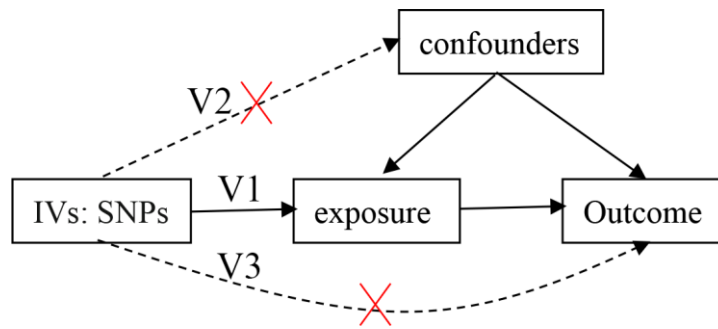 confounders
V2
V1
IVs: SNPs
exposure
Outcome
V3